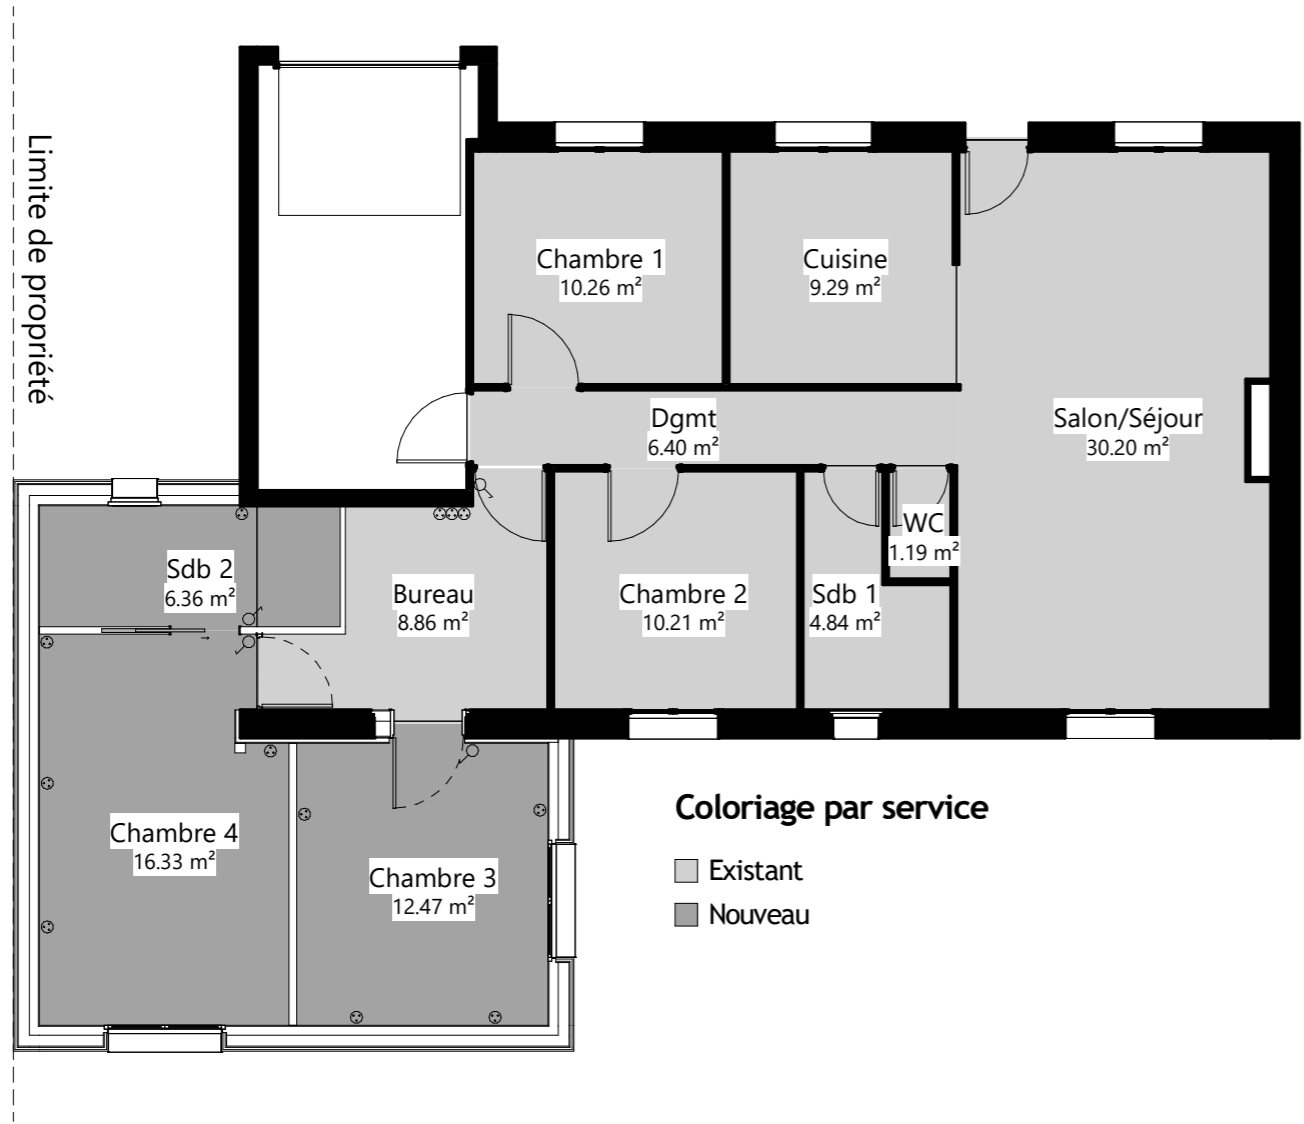 Limite de propriété
Chambre 1
10.26 m²
Cuisine
9.29 m²
Dgmt
6.40 m²
Salon/Séjour
30.20 m²
WC
1.19 m²
Sdb 2
6.36 m²
Bureau
8.86 m²
Chambre 2
10.21 m²
Sdb 1
4.84 m²
Chambre 4
16.33 m²
Chambre 3
12.47 m²
Coloriage par service
Existant
Nouveau